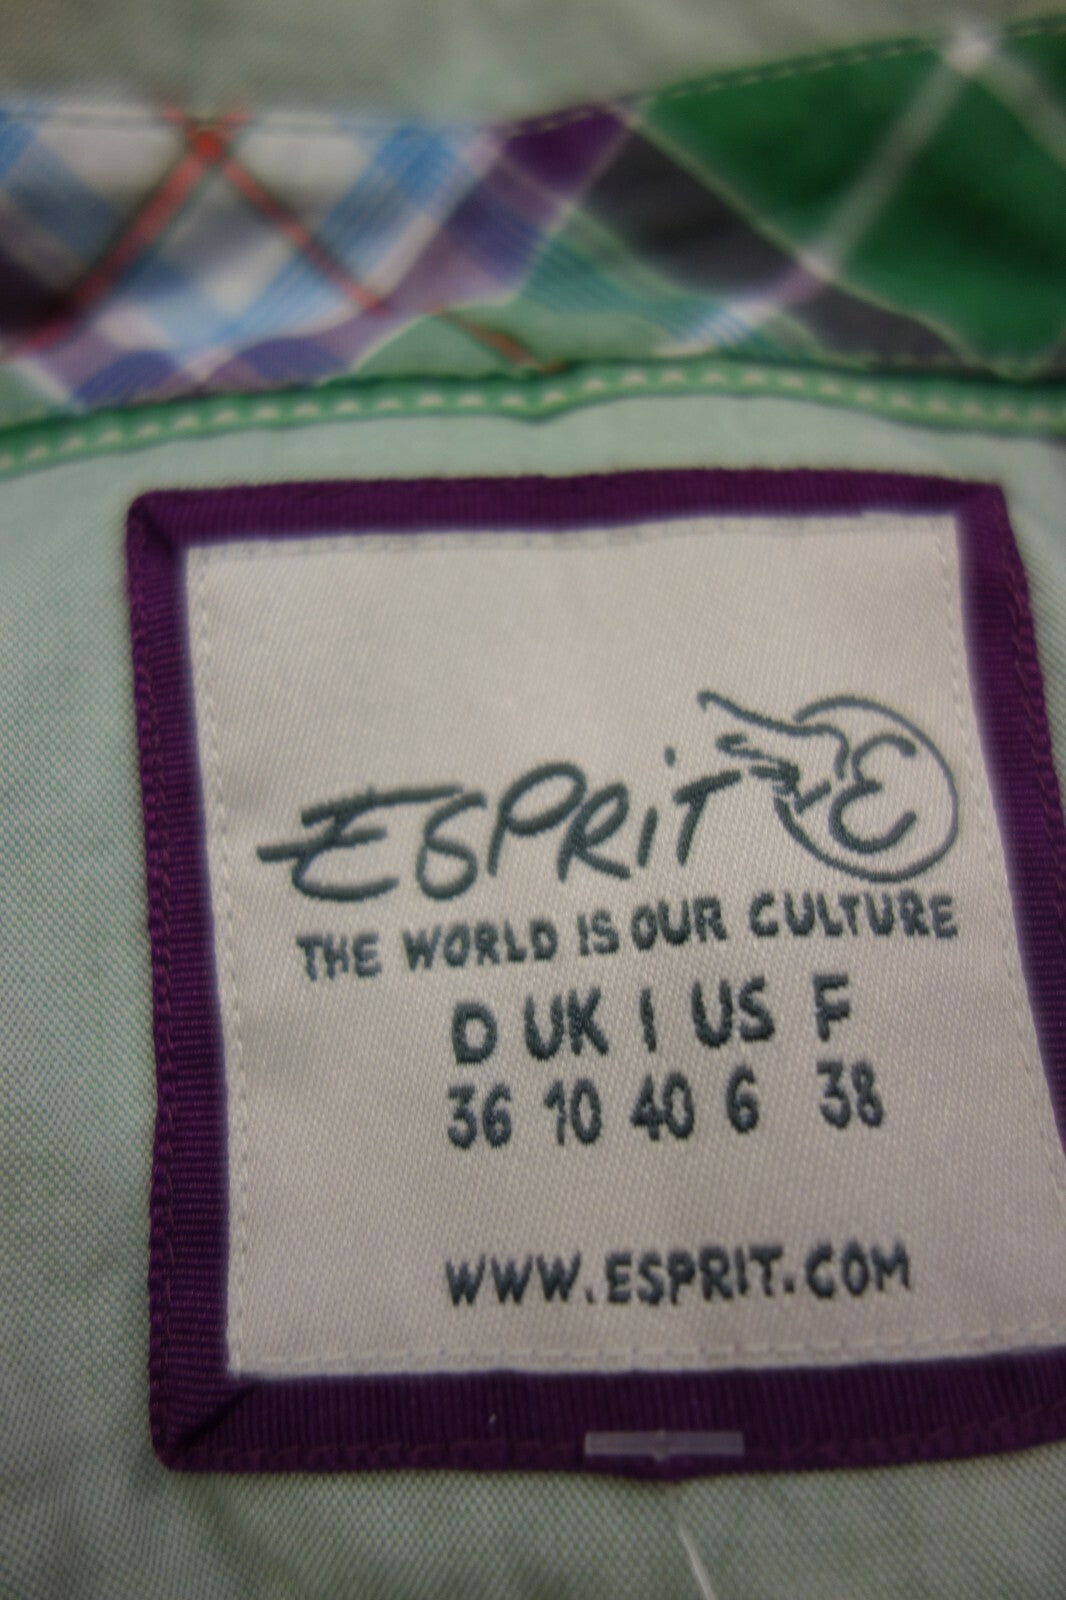 ESPRIT E
THE WORLD IS OUR CULTURE
D UK I US F
36 10 40 6 38
WWW.ESPRIT.COM